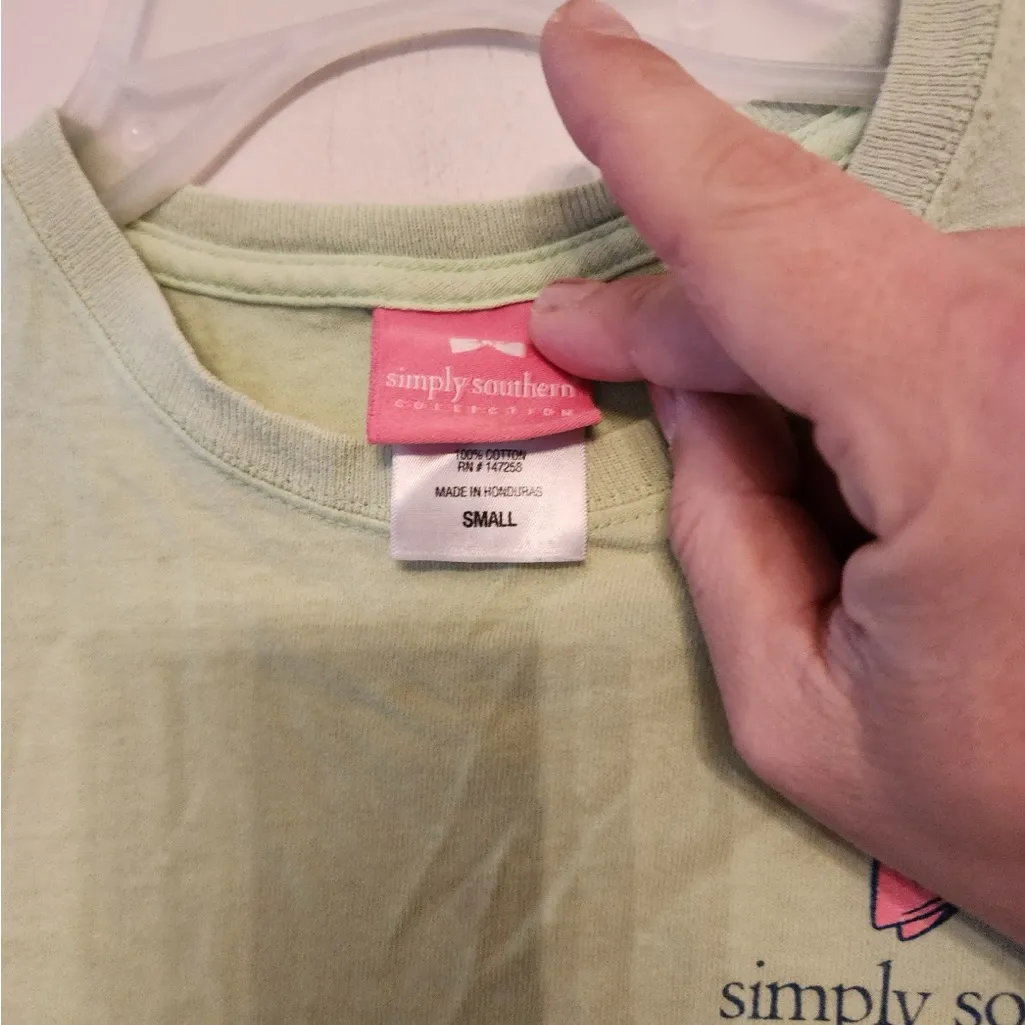 simply southern
COLLECTION
100% COTTON
RN # 147258
MADE IN HONDURAS
SMALL
simply so